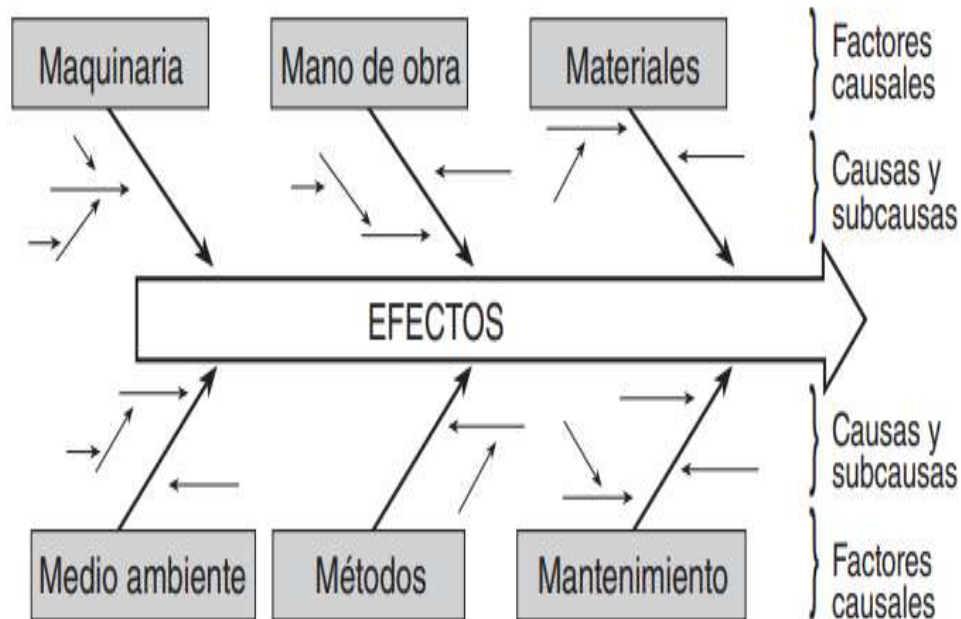 Maquinaria
Mano de obra
Materiales
Factores
causales
Causas y
subcausas
EFECTOS
Causas y
subcausas
Medio ambiente
Métodos
Mantenimiento
Factores
causales